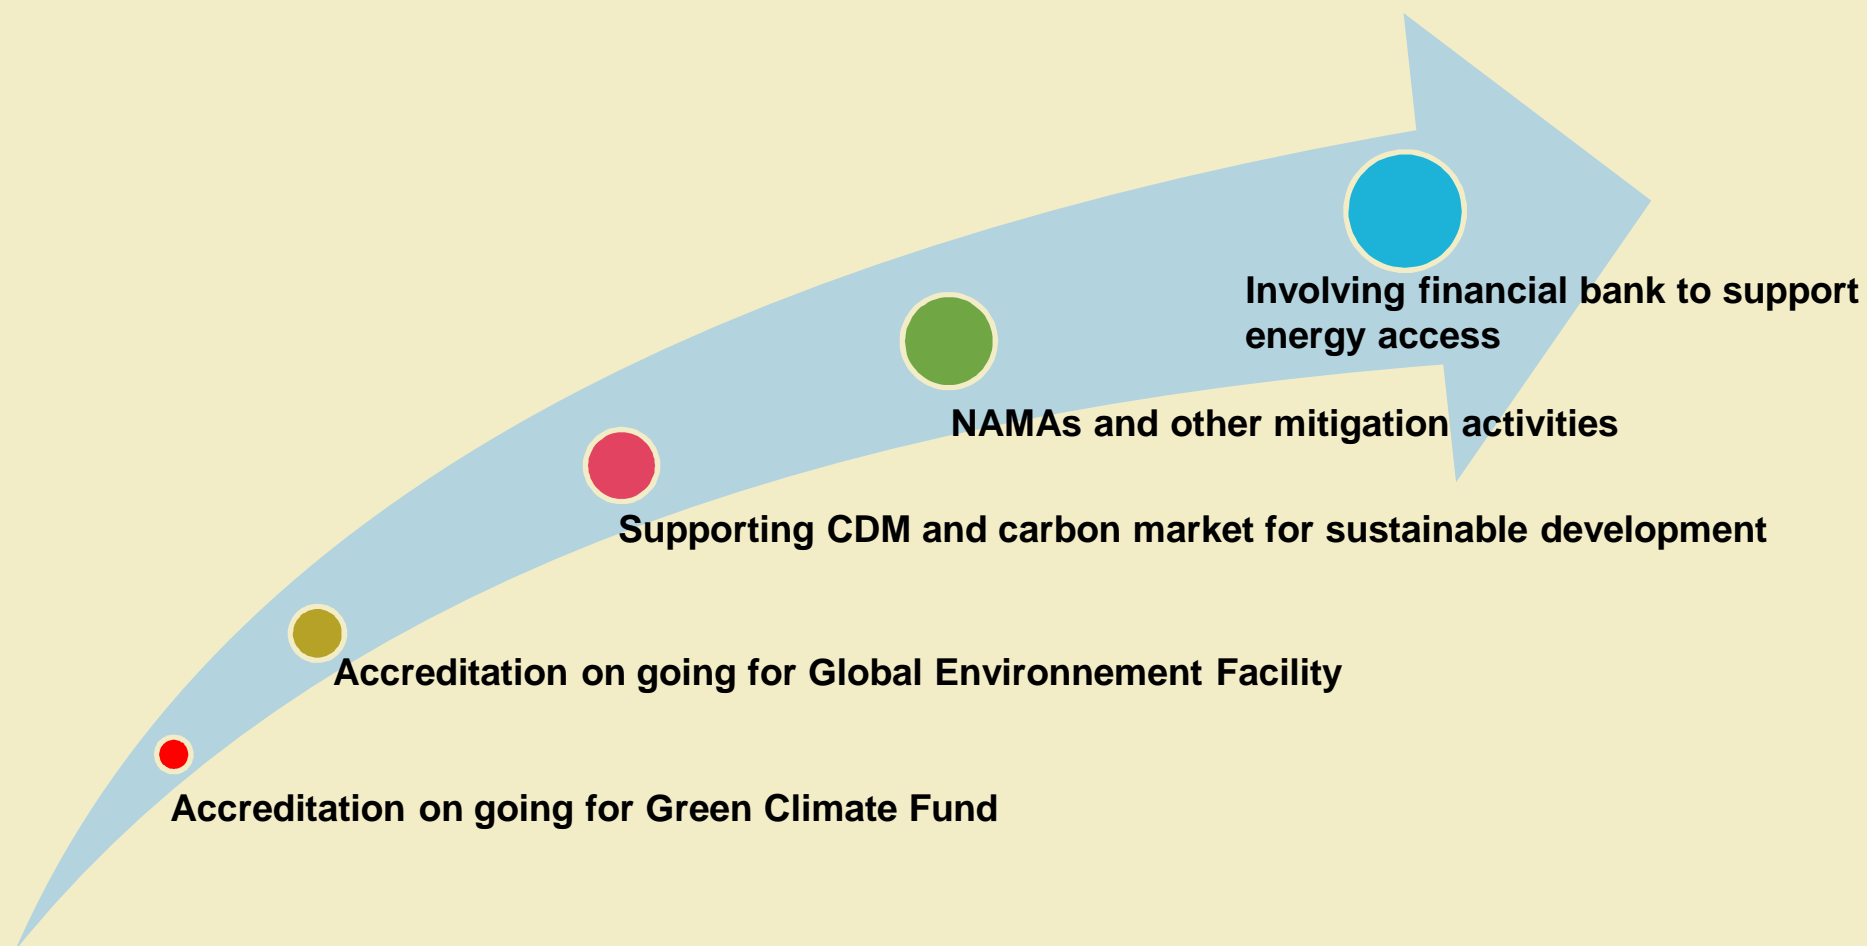 Involving financial bank to support
energy access
NAMAs and other mitigation activities
Supporting CDM and carbon market for sustainable development
Accreditation on going for Global Environnement Facility
Accreditation on going for Green Climate Fund